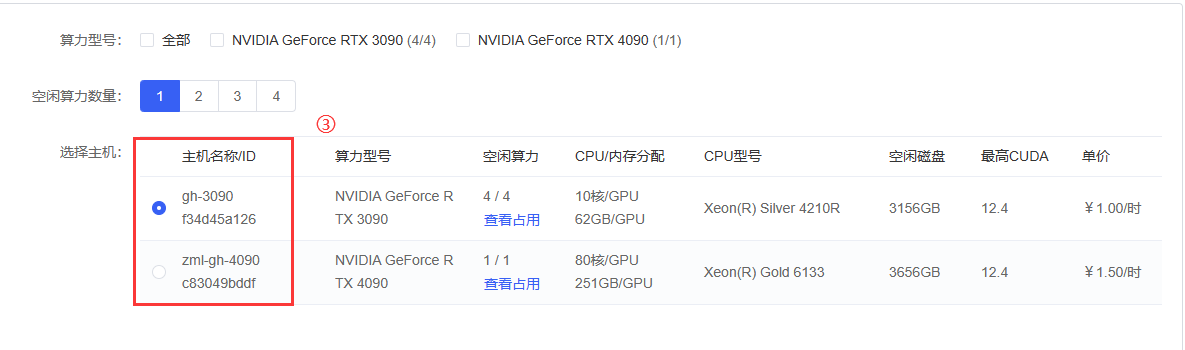 算力型号： 全部 NVIDIA GeForce RTX 3090 (4/4) NVIDIA GeForce RTX 4090 (1/1)
空闲算力数量： 1 2 3 4
③
选择主机： 主机名称/ID 算力型号 空闲算力 CPU/内存分配 CPU型号 空闲磁盘 最高CUDA 单价
gh-3090 NVIDIA GeForce R 4 / 4 10核/GPU
Xeon(R) Silver 4210R 3156GB 12.4 ￥1.00/时
f34d45a126 TX 3090 查看占用 62GB/GPU
zml-gh-4090 NVIDIA GeForce R 1 / 1 80核/GPU
Xeon(R) Gold 6133 3656GB 12.4 ￥1.50/时
c83049bddf TX 4090 查看占用 251GB/GPU